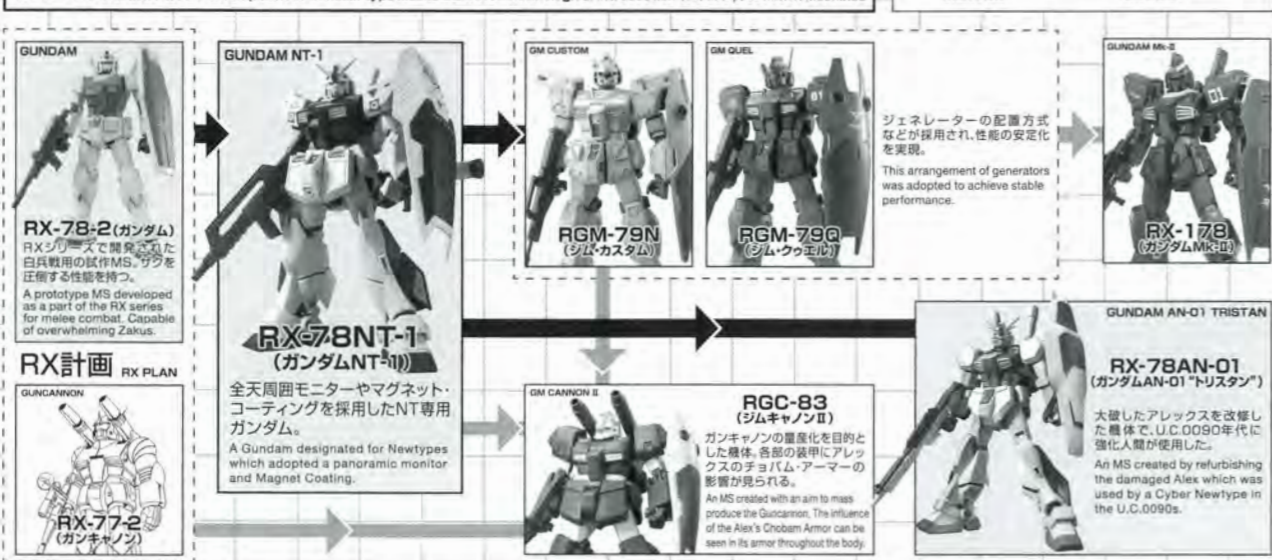 GUNDAM
RX-78-2(ガンダム)
RXシリーズで開発された
白兵戦用の試作MS。ザクを
圧倒する性能を持つ。
A prototype MS developed
as a part of the RX series
for melee combat. Capable
of overwhelming Zakus.
RX計画 RX PLAN
GUNCANNON
RX-77-2
(ガンキャノン)
GUNDAM NT-1
RX-78NT-1
(ガンダムNT-1)
全天周囲モニターやマグネット・
コーティングを採用したNT専用
ガンダム。
A Gundam designated for Newtypes
which adopted a panoramic monitor
and Magnet Coating.
GM CUSTOM
RGM-79N
(ジム・カスタム)
GM QUEL
01
RGM-79Q
(ジム・クゥエル)
ジェネレーターの配置方式
などが採用され、性能の安定化
を実現。
This arrangement of generators
was adopted to achieve stable
performance.
GUNDAM Mk-II
01
RX-178
(ガンダムMk-Ⅱ)
GM CANNON II
RGC-83
(ジムキャノンⅡ)
ガンキャノンの量産化を目的と
した機体。各部の装甲にアレッ
クスのチョバム・アーマーの
影響が見られる。
An MS created with an aim to mass
produce the Guncannon. The influence
of the Alex's Chobam Armor can be
seen in its armor throughout the body.
GUNDAM AN-01 TRISTAN
RX-78AN-01
(ガンダムAN-01 "トリスタン")
大破したアレックスを改修し
た機体で、U.C.0090年代に
強化人間が使用した。
An MS created by refurbishing
the damaged Alex which was
used by a Cyber Newtype in
the U.C.0090s.